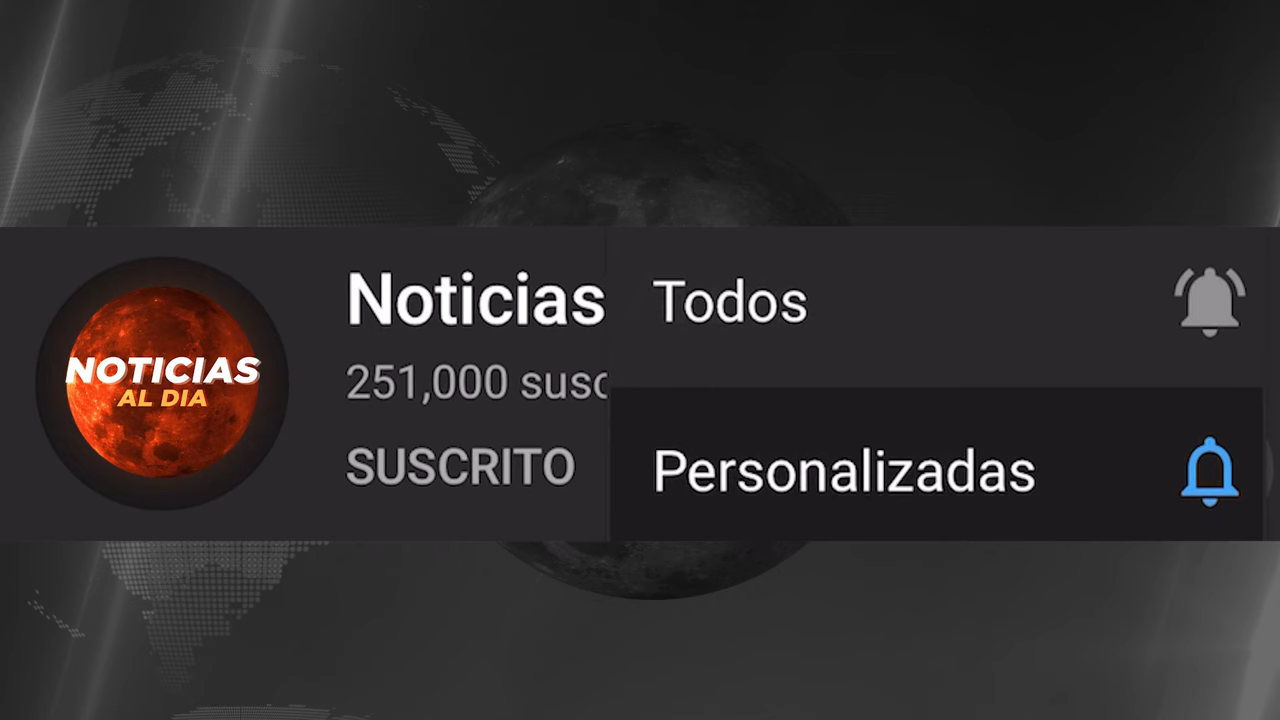 NOTICIAS
AL DIA
Noticias
251,000 susc
SUSCRITO
Todos
Personalizadas